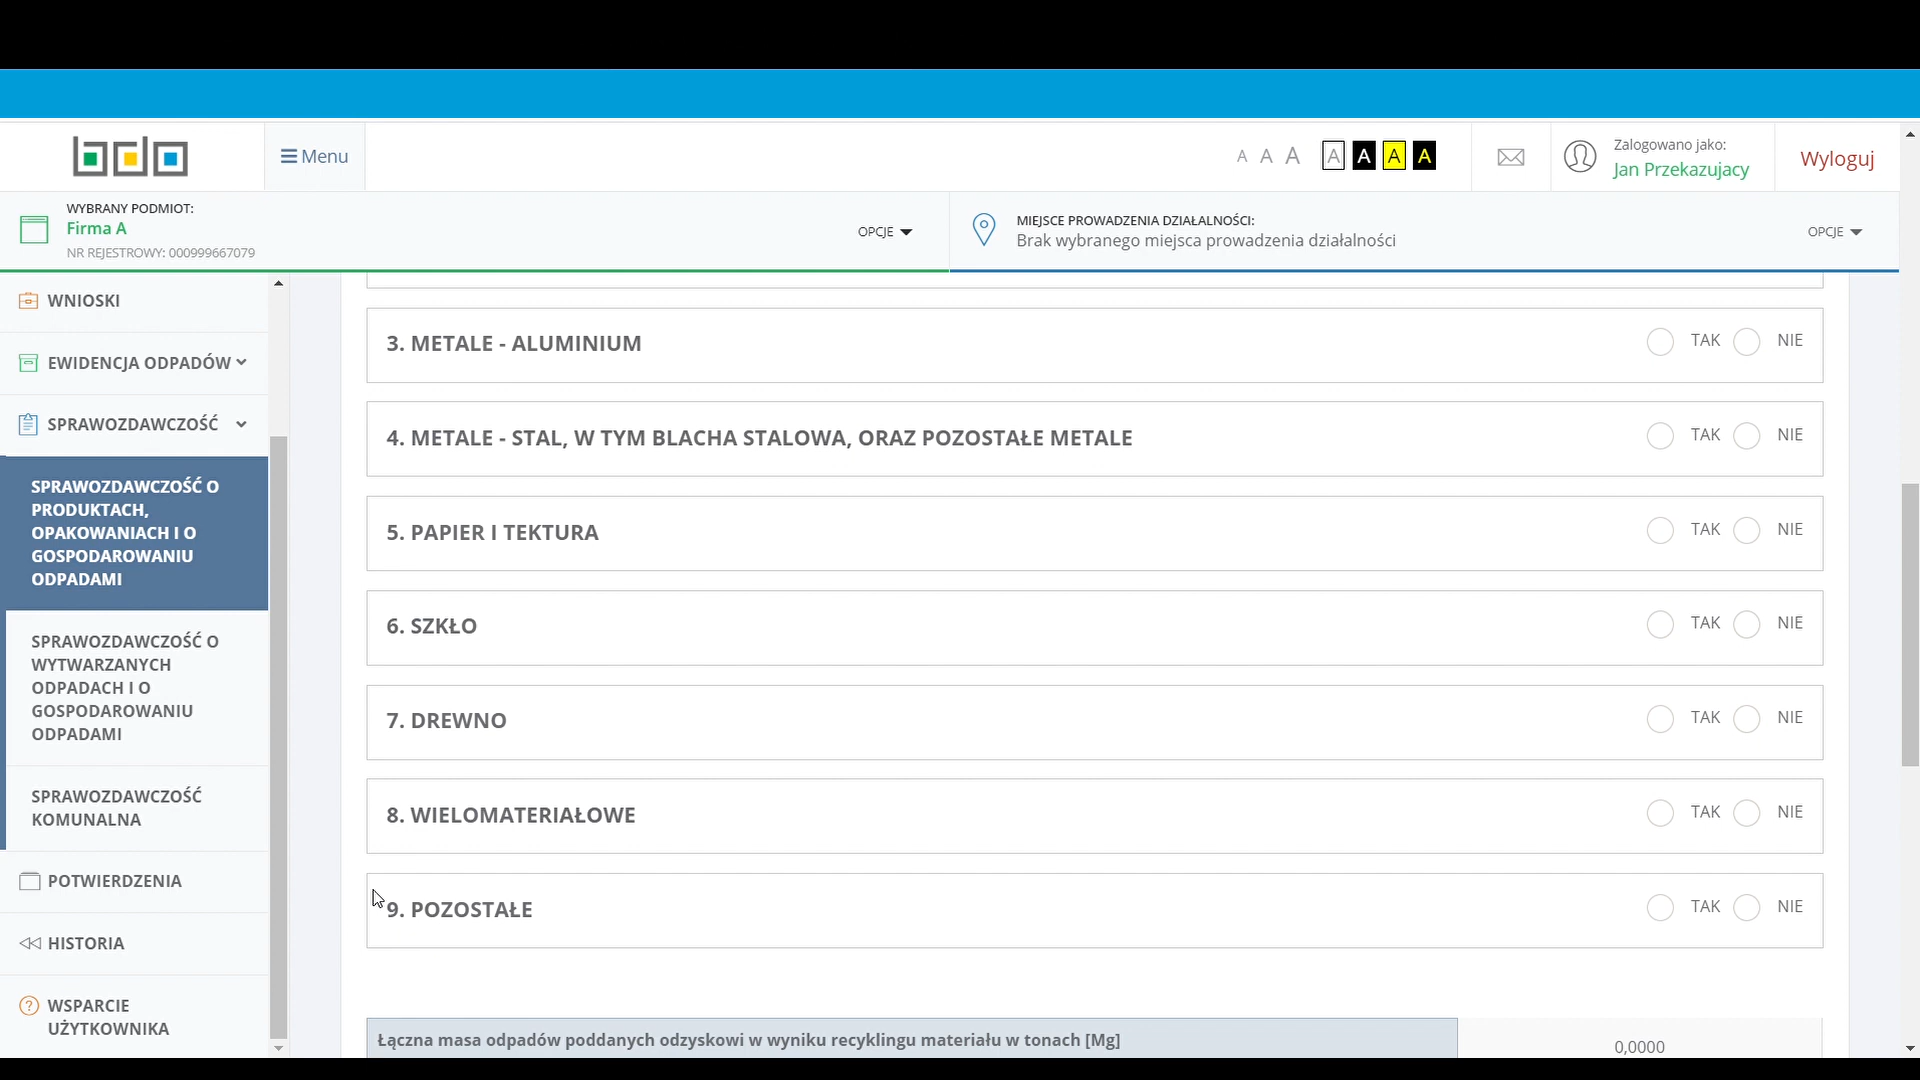 bdo
Menu
A A A A A A A
Zalogowano jako:
Jan Przekazujacy
Wyloguj
WYBRANY PODMIOT:
Firma A
NR REJESTROWY: 000999667079
OPCJE
MIEJSCE PROWADZENIA DZIAŁALNOŚCI:
Brak wybranego miejsca prowadzenia działalności
OPCJE
WNIOSKI
EWIDENCJA ODPADÓW
SPRAWOZDAWCZOŚĆ
SPRAWOZDAWCZOŚĆ O
PRODUKTACH,
OPAKOWANIACH I O
GOSPODAROWANIU
ODPADAMI
SPRAWOZDAWCZOŚĆ O
WYTWARZANYCH
ODPADACH I O
GOSPODAROWANIU
ODPADAMI
SPRAWOZDAWCZOŚĆ
KOMUNALNA
POTWIERDZENIA
HISTORIA
WSPARCIE
UŻYTKOWNIKA
3. METALE - ALUMINIUM TAK NIE
4. METALE - STAL, W TYM BLACHA STALOWA, ORAZ POZOSTAŁE METALE TAK NIE
5. PAPIER I TEKTURA TAK NIE
6. SZKŁO TAK NIE
7. DREWNO TAK NIE
8. WIELOMATERIAŁOWE TAK NIE
9. POZOSTAŁE TAK NIE
Łączna masa odpadów poddanych odzyskowi w wyniku recyklingu materiału w tonach [Mg] 0,0000